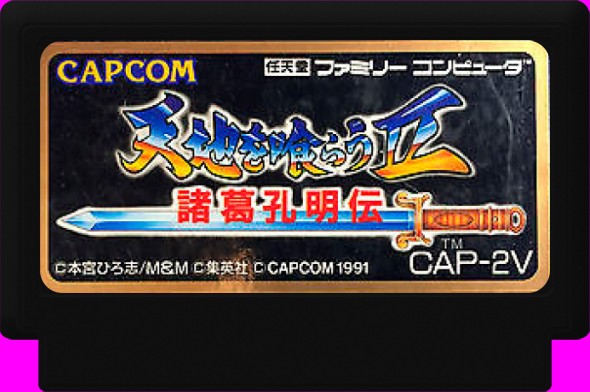 CAPCOM
任天堂 ファミリー コンピュータ™
天地を喰らうⅡ
諸葛孔明伝
TM
CAP-2V
©本宮ひろ志/M&M ©集英社 ©CAPCOM 1991